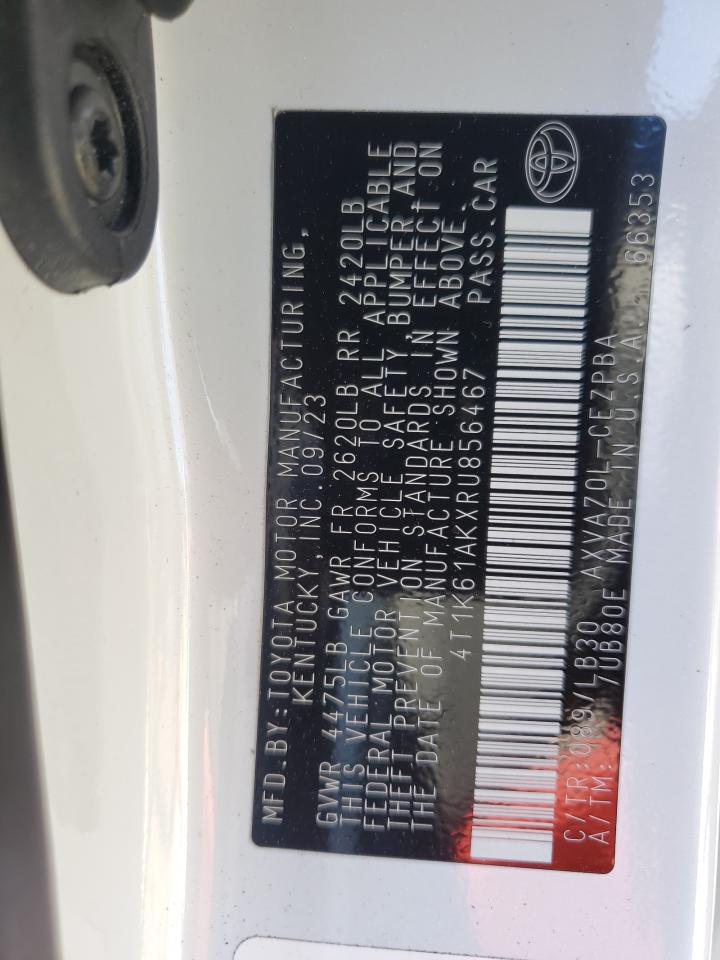 MFD.BY:TOYOTA MOTOR MANUFACTURING,
KENTUCKY,INC.09/23
GVWR 4475LB GAWR FR 2620LB RR 2420LB
THIS VEHICLE CONFORMS TO ALL APPLICABLE
FEDERAL MOTOR VEHICLE SAFETY,BUMPER AND
THEFT PREVENTION STANDARDS IN EFFECT ON
THE DATE OF MANUFACTURE SHOWN ABOVE.
4T1K61AKXRU856467 PASS.CAR
C/TR:089/LB30 AXVA70L-CEZPBA
A/TM: 7UB80E MADE IN U.S.A. 66353